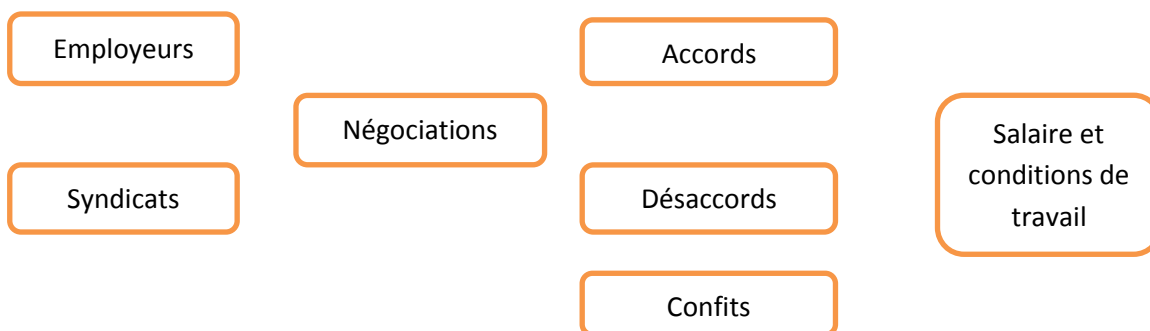 Employeurs
Accords
Négociations
Salaire et
conditions de
travail
Syndicats
Désaccords
Confits